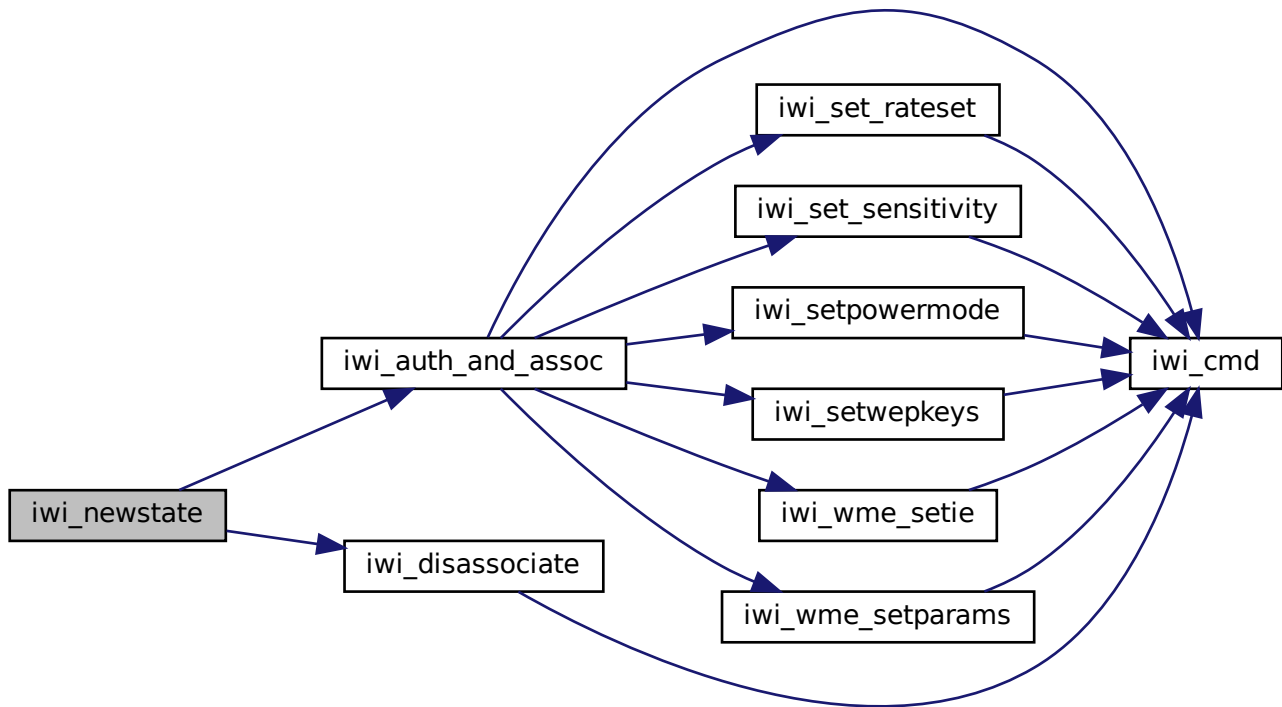 iwi_set_rateset
iwi_set_sensitivity
iwi_setpowermode
iwi_auth_and_assoc
iwi_cmd
iwi_setwepkeys
iwi_newstate
iwi_wme_setie
iwi_disassociate
iwi_wme_setparams